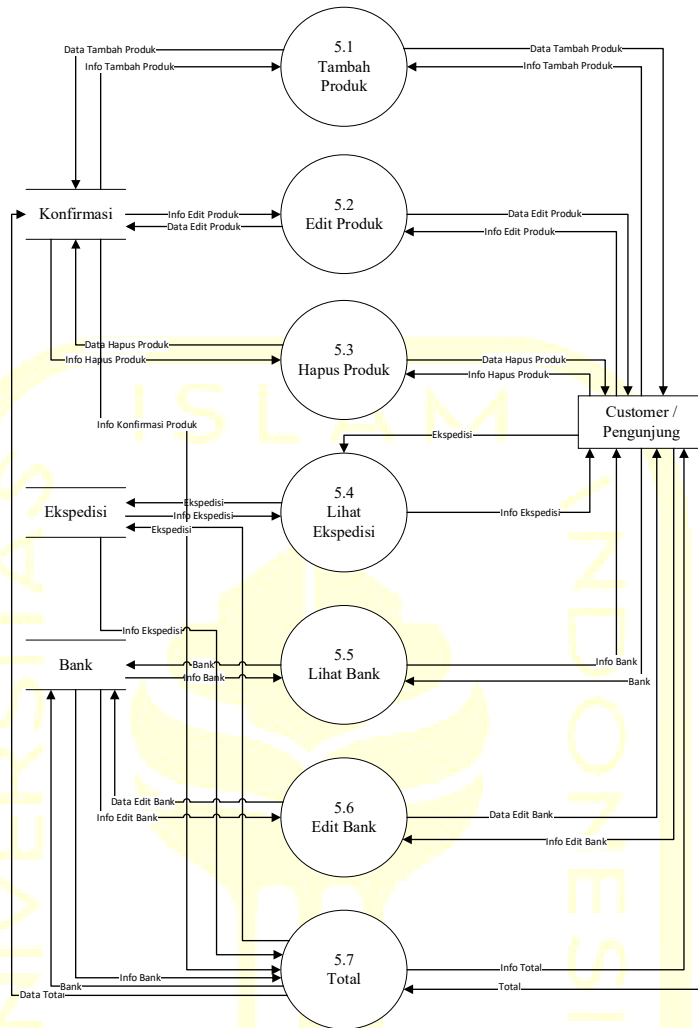 5.1
Tambah
Produk
Data Tambah Produk
Info Tambah Produk
Data Tambah Produk
Info Tambah Produk
Konfirmasi
Info Edit Produk
Data Edit Produk
5.2
Edit Produk
Data Edit Produk
Info Edit Produk
Data Hapus Produk
Info Hapus Produk
5.3
Hapus Produk
Data Hapus Produk
Info Hapus Produk
Customer /
Pengunjung
Info Konfirmasi Produk
Ekspedisi
Ekspedisi
Ekspedisi
Info Ekspedisi
Ekspedisi
5.4
Lihat
Ekspedisi
Info Ekspedisi
Info Ekspedisi
Bank
Bank
Info Bank
5.5
Lihat Bank
Info Bank
Bank
Data Edit Bank
Info Edit Bank
5.6
Edit Bank
Data Edit Bank
Info Edit Bank
5.7
Total
Info Bank
Bank
Data Total
Info Total
Total
UNIVERSITAS
ISLAM
INDONESI